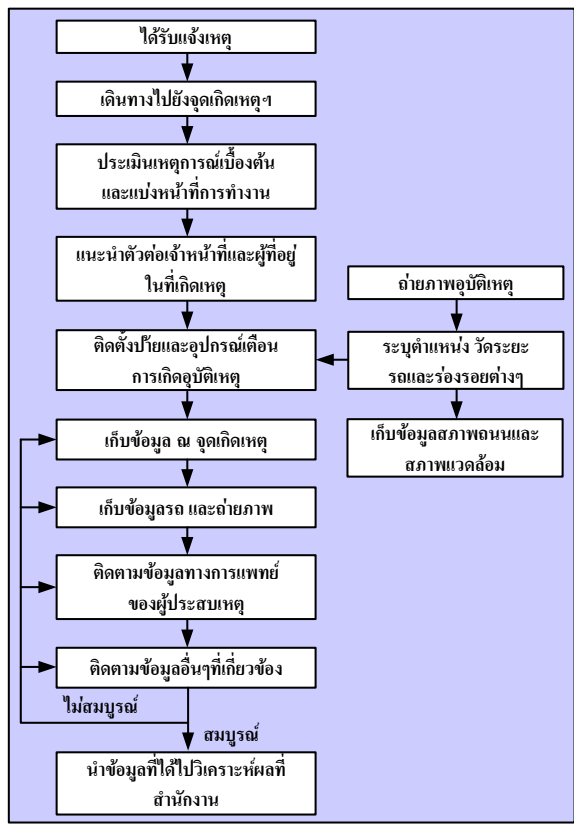 ได้รับแจ้งเหตุ
เดินทางไปยังจุดเกิดเหตุฯ
ประเมินเหตุการณ์เบื้องต้น
และแบ่งหน้าที่การทำงาน
แนะนำตัวต่อเจ้าหน้าที่และผู้ที่อยู่
ในที่เกิดเหตุ
ติดตั้งป้ายและอุปกรณ์เตือน
การเกิดอุบัติเหตุ
ถ่ายภาพอุบัติเหตุ
ระบุตำแหน่ง วัดระยะ
รถและร่องรอยต่างๆ
เก็บข้อมูลสภาพถนนและ
สภาพแวดล้อม
เก็บข้อมูล ณ จุดเกิดเหตุ
เก็บข้อมูลรถ และถ่ายภาพ
ติดตามข้อมูลทางการแพทย์
ของผู้ประสบเหตุ
ติดตามข้อมูลอื่นๆที่เกี่ยวข้อง
ไม่สมบูรณ์
สมบูรณ์
นำข้อมูลที่ได้ไปวิเคราะห์ผลที่
สำนักงาน